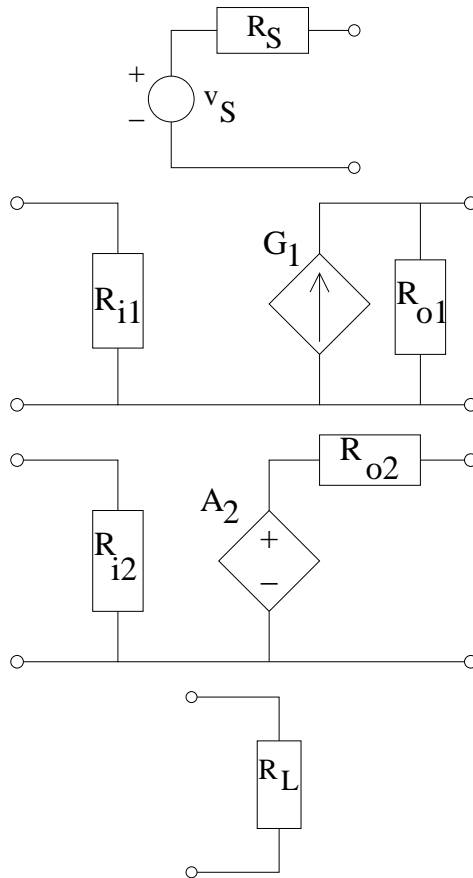 R_S
+
−
v_S
G_1
R_i1
R_o1
R_o2
A_2
+
R_i2
−
R_L